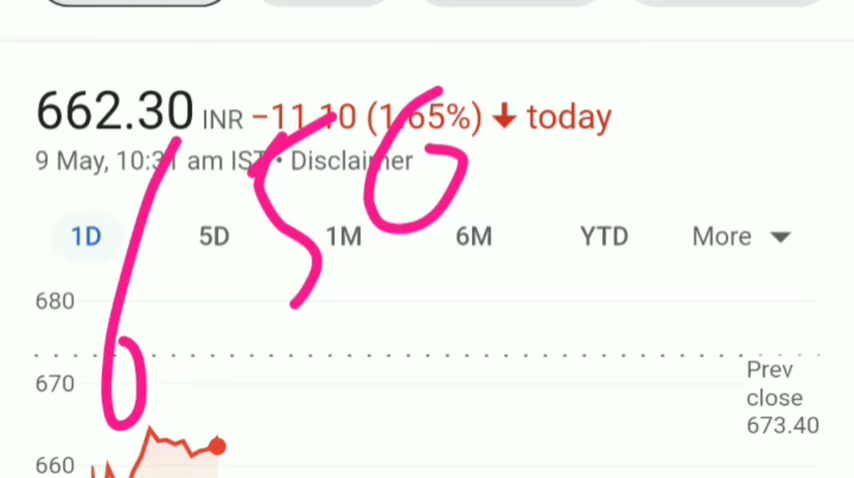 662.30 INR −11.10 (1.65%) ↓ today
9 May, 10:31 am IST • Disclaimer
650
1D 5D 1M 6M YTD More
680
670
Prev
close
673.40
660